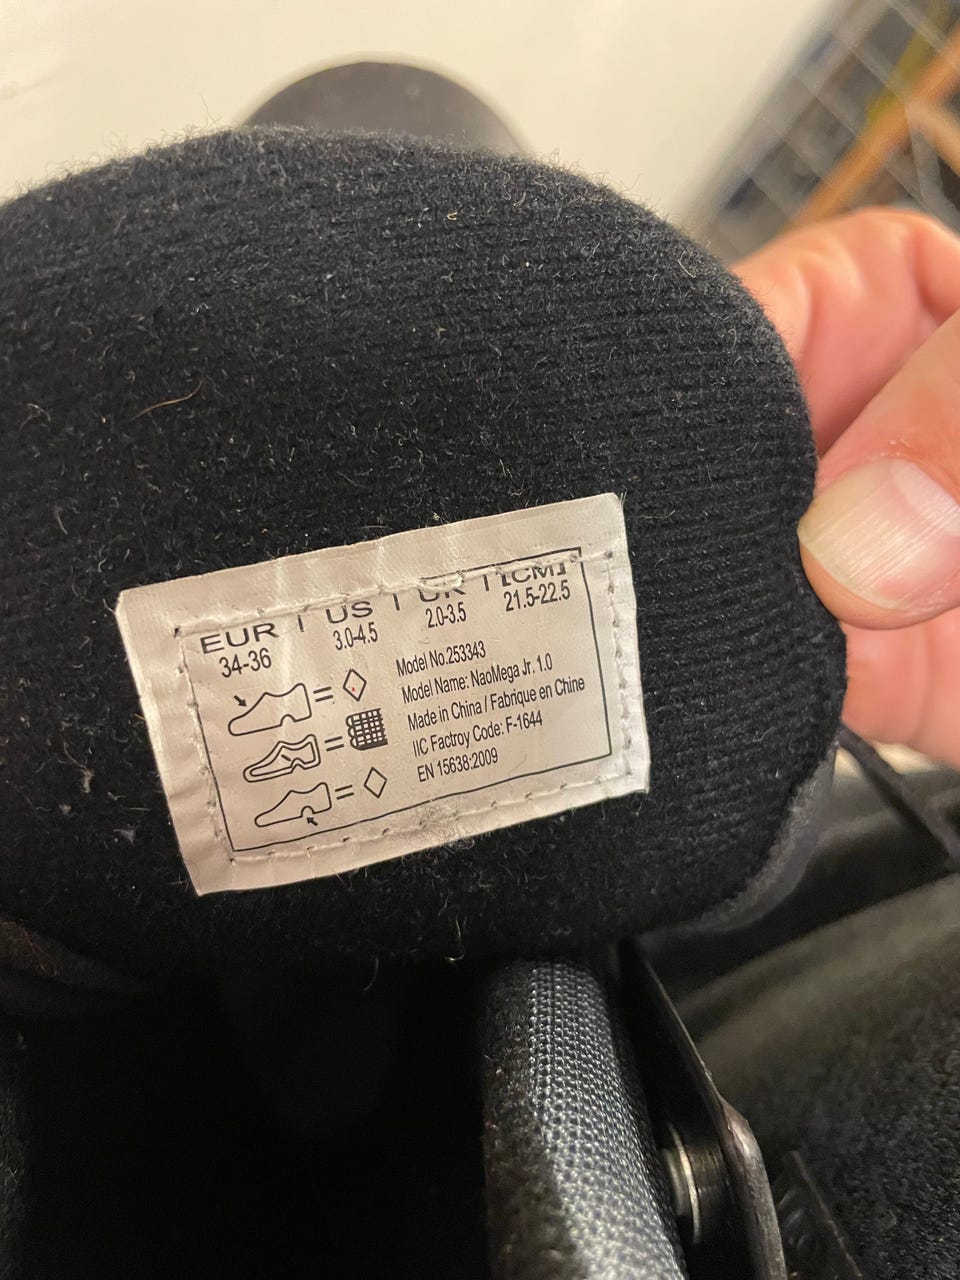 EUR | US | UK | [CM]
34-36 3.0-4.5 2.0-3.5 21.5-22.5
Model No.253343
Model Name: NaoMega Jr. 1.0
Made in China / Fabrique en Chine
IIC Factroy Code: F-1644
EN 15638:2009